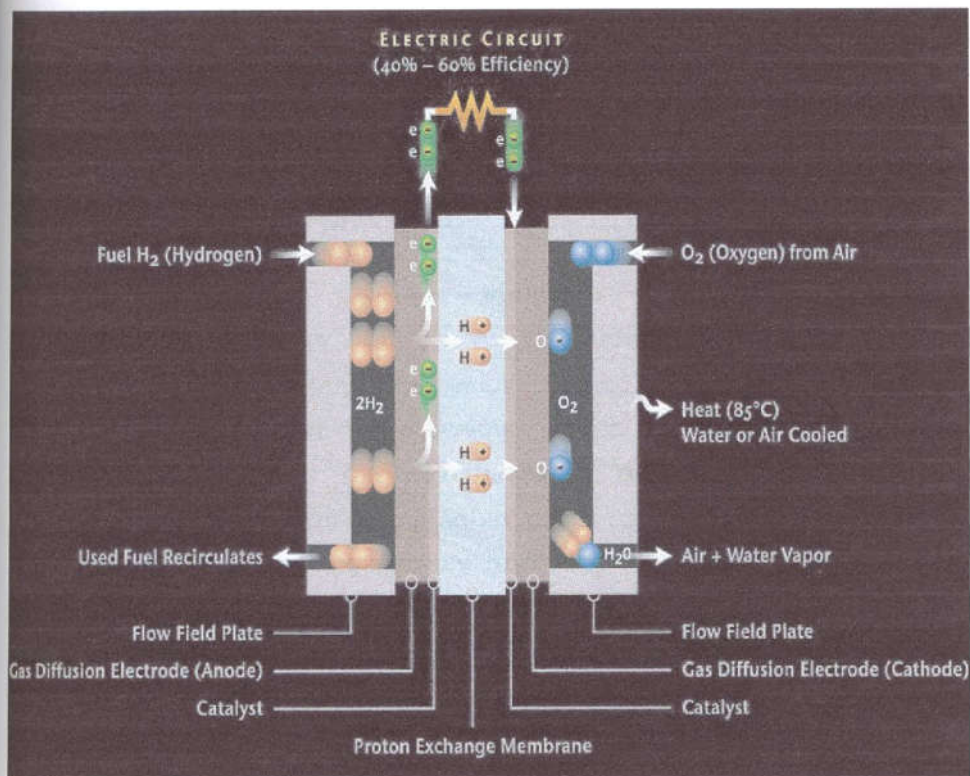 ELECTRIC CIRCUIT
(40% – 60% Efficiency)
e
e
e
e
Fuel H₂ (Hydrogen)
O₂ (Oxygen) from Air
e
e
H +
H +
O
e
e
2H₂
O₂
Heat (85°C)
Water or Air Cooled
H +
H +
O
Used Fuel Recirculates
H₂O
Air + Water Vapor
Flow Field Plate
Flow Field Plate
Gas Diffusion Electrode (Anode)
Gas Diffusion Electrode (Cathode)
Catalyst
Catalyst
Proton Exchange Membrane